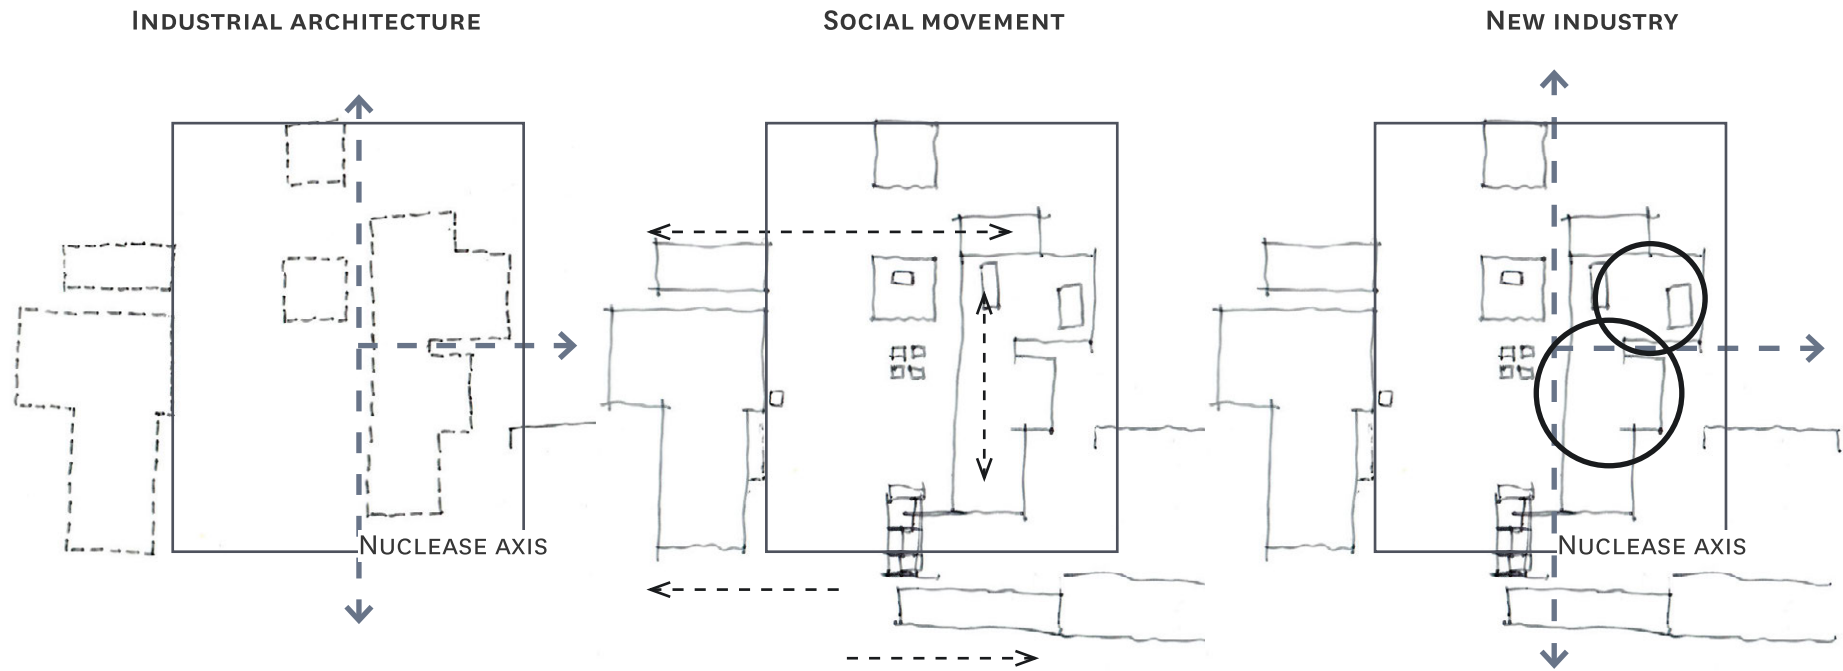 Industrial architecture
Social movement
New industry
Nuclease axis
Nuclease axis